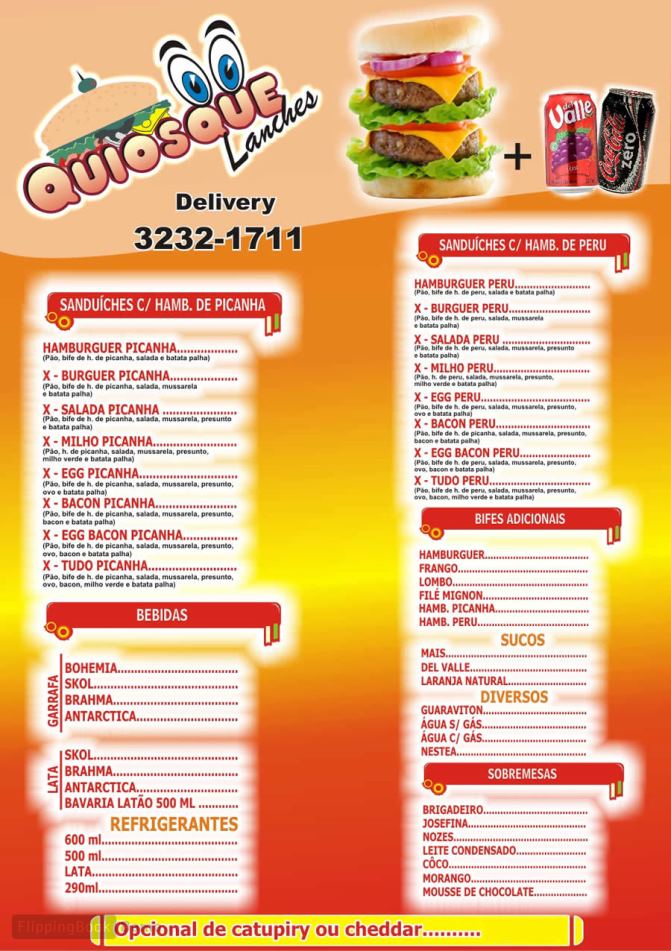 QUIOSQUE
Lanches
Delivery
3232-1711
+
del Valle
Coca-Cola
zero
SANDUÍCHES C/ HAMB. DE PICANHA
HAMBURGUER PICANHA..................
(Pão, bife de h. de picanha, salada e batata palha)
X - BURGUER PICANHA....................
(Pão, bife de h. de picanha, salada, mussarela
e batata palha)
X - SALADA PICANHA ......................
(Pão, bife de h. de picanha, salada, mussarela, presunto
e batata palha)
X - MILHO PICANHA.........................
(Pão, h. de picanha, salada, mussarela, presunto,
milho verde e batata palha)
X - EGG PICANHA.............................
(Pão, bife de h. de picanha, salada, mussarela, presunto,
ovo e batata palha)
X - BACON PICANHA........................
(Pão, bife de h. de picanha, salada, mussarela, presunto,
bacon e batata palha)
X - EGG BACON PICANHA................
(Pão, bife de h. de picanha, salada, mussarela, presunto,
ovo, bacon e batata palha)
X - TUDO PICANHA..........................
(Pão, bife de h. de picanha, salada, mussarela, presunto,
ovo, bacon, milho verde e batata palha)
BEBIDAS
GARRAFA
BOHEMIA....................................
SKOL...........................................
BRAHMA.....................................
ANTARCTICA..............................
LATA
SKOL...........................................
BRAHMA.....................................
ANTARCTICA..............................
BAVARIA LATÃO 500 ML ............
REFRIGERANTES
600 ml.........................................
500 ml.........................................
LATA...........................................
290ml..........................................
SANDUÍCHES C/ HAMB. DE PERU
HAMBURGUER PERU.........................
(Pão, bife de h. de peru, salada e batata palha)
X - BURGUER PERU...........................
(Pão, bife de h. de peru, salada, mussarela
e batata palha)
X - SALADA PERU .............................
(Pão, bife de h. de peru, salada, mussarela, presunto
e batata palha)
X - MILHO PERU................................
(Pão, h. de peru, salada, mussarela, presunto,
milho verde e batata palha)
X - EGG PERU....................................
(Pão, bife de h. de peru, salada, mussarela, presunto,
ovo e batata palha)
X - BACON PERU...............................
(Pão, bife de h. de picanha, salada, mussarela, presunto,
bacon e batata palha)
X - EGG BACON PERU.......................
(Pão, bife de h. de peru, salada, mussarela, presunto,
ovo, bacon e batata palha)
X - TUDO PERU.................................
(Pão, bife de h. de peru, salada, mussarela, presunto,
ovo, bacon, milho verde e batata palha)
BIFES ADICIONAIS
HAMBURGUER...................................
FRANGO............................................
LOMBO..............................................
FILÉ MIGNON....................................
HAMB. PICANHA...............................
HAMB. PERU.....................................
SUCOS
MAIS..................................................
DEL VALLE.........................................
LARANJA NATURAL..........................
DIVERSOS
GUARAVITON...................................
ÁGUA S/ GÁS...................................
ÁGUA C/ GÁS...................................
NESTEA............................................
SOBREMESAS
BRIGADEIRO....................................
JOSEFINA.........................................
NOZES..............................................
LEITE CONDENSADO.......................
CÔCO................................................
MORANGO........................................
MOUSSE DE CHOCOLATE................
Opcional de catupiry ou cheddar..........